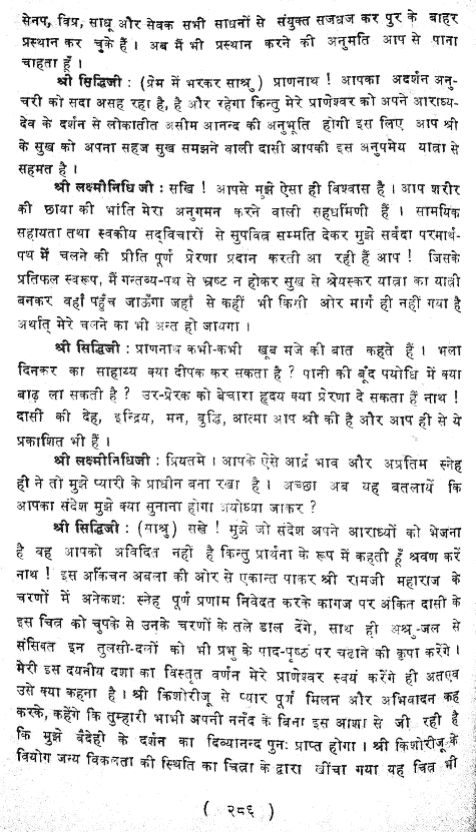 सेनप, विप्र, साधू और सेवक सभी साधनों से संयुक्त सजधज कर पुर के बाहर
प्रस्थान कर चुके हैं । अब मैं भी प्रस्थान करने की अनुमति आप से पाना
चाहता हूँ ।
श्री सिद्धिजी : (प्रेम में भरकर साश्रु) प्राणनाथ ! आपका अदर्शन अनु-
चरी को सदा असह रहा है, है और रहेगा किन्तु मेरे प्राणेश्वर को अपने आराध्य-
देव के दर्शन से लोकातीत असीम आनन्द की अनुभूति होगी इस लिए आप श्री
के सुख को अपना सहज सुख समझने वाली दासी आपकी इस अनुपमेय यात्रा से
सहमत है ।
श्री लक्ष्मीनिधि जी : सखि ! आपसे मुझे ऐसा ही विश्वास है । आप शरीर
की छाया की भांति मेरा अनुगमन करने वाली सहधर्मिणी हैं । सामयिक
सहायता तथा स्वकीय सद्विचारों से सुपवित्र सम्मति देकर मुझे सर्वदा परमार्थ-
पथ में चलने की प्रीति पूर्ण प्रेरणा प्रदान करती आ रही हैं आप ! जिसके
प्रतिफल स्वरूप, मैं गन्तव्य-पथ से भ्रष्ट न होकर सुख से श्रेयस्कर यात्रा का यात्री
बनकर वहाँ पहुँच जाऊँगा जहाँ से कहीं भी किसी ओर मार्ग ही नहीं गया है
अर्थात् मेरे चलने का भी अन्त हो जायगा ।
श्री सिद्धिजी : प्राणनाथ कभी-कभी खूब मजे की बात कहते हैं । भला
दिनकर का साहाय्य क्या दीपक कर सकता है ? पानी की बूँद पयोधि में क्या
बाढ़ ला सकती है ? उर-प्रेरक को बेचारा हृदय क्या प्रेरणा दे सकता हैं नाथ !
दासी की देह, इन्द्रिय, मन, बुद्धि, आत्मा आप श्री की है और आप ही से ये
प्रकाशित भी हैं ।
श्री लक्ष्मीनिधिजी : प्रियतमे । आपके ऐसे आर्द्र भाव और अप्रतिम स्नेह
ही ने तो मुझे प्यारी के प्राधीन बना रखा है । अच्छा अब यह बतलायें कि
आपका संदेश मुझे क्या सुनाना होगा अयोध्या जाकर ?
श्री सिद्धिजी : (साश्रु) सखे ! मुझे जो संदेश अपने आराध्यों को भेजना
है वह आपको अविदित नहीं है किन्तु प्रार्थना के रूप में कहती हूँ श्रवण करें
नाथ ! इस अकिंचन अबला की ओर से एकान्त पाकर श्री रामजी महाराज के
चरणों में अनेकशः स्नेह पूर्ण प्रणाम निवेदत करके कागज पर अंकित दासी के
इस चित्र को चुपके से उनके चरणों के तले डाल देंगे, साथ ही अश्रु-जल से
संसिक्त इन तुलसी-दलों को भी प्रभु के पाद-पृष्ठ पर चढाने की कृपा करेंगे ।
मेरी इस दयनीय दशा का विस्तृत वर्णन मेरे प्राणेश्वर स्वयं करेंगे ही अतएव
उसे क्या कहना है । श्री किशोरीजू से प्यार पूर्ण मिलन और अभिवादन कह
करके, कहेंगे कि तुम्हारी भाभी अपनी ननँद के बिना इस आशा से जी रही है
कि मुझे बैदेही के दर्शन का दिव्यानन्द पुनः प्राप्त होगा । श्री किशोरीजू के
वियोग जन्य विकलता की स्थिति का चित्रा के द्वारा खींचा गया यह चित्र भी
( २८६ )